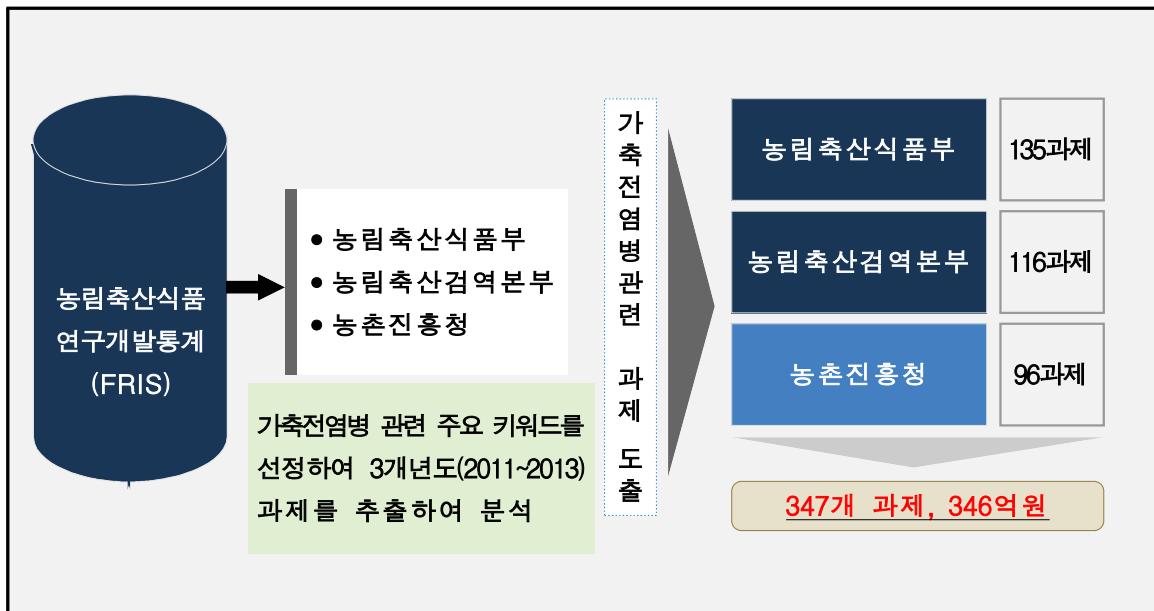 농림축산식품
연구개발통계
(FRIS)
• 농림축산식품부
• 농림축산검역본부
• 농촌진흥청
가축전염병 관련 주요 키워드를
선정하여 3개년도(2011~2013)
과제를 추출하여 분석
가축전염병관련 과제 도출
농림축산식품부
135과제
농림축산검역본부
116과제
농촌진흥청
96과제
347개 과제, 346억원